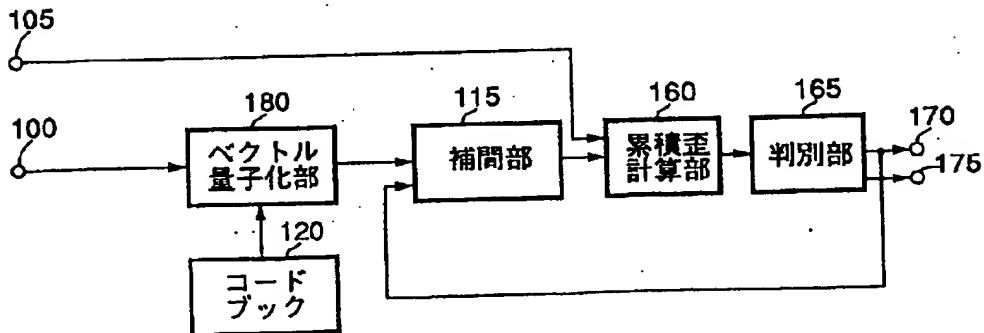 105
100
180
ベクトル
量子化部
115
補間部
160
累積歪
計算部
165
判別部
170
175
120
コード
ブック